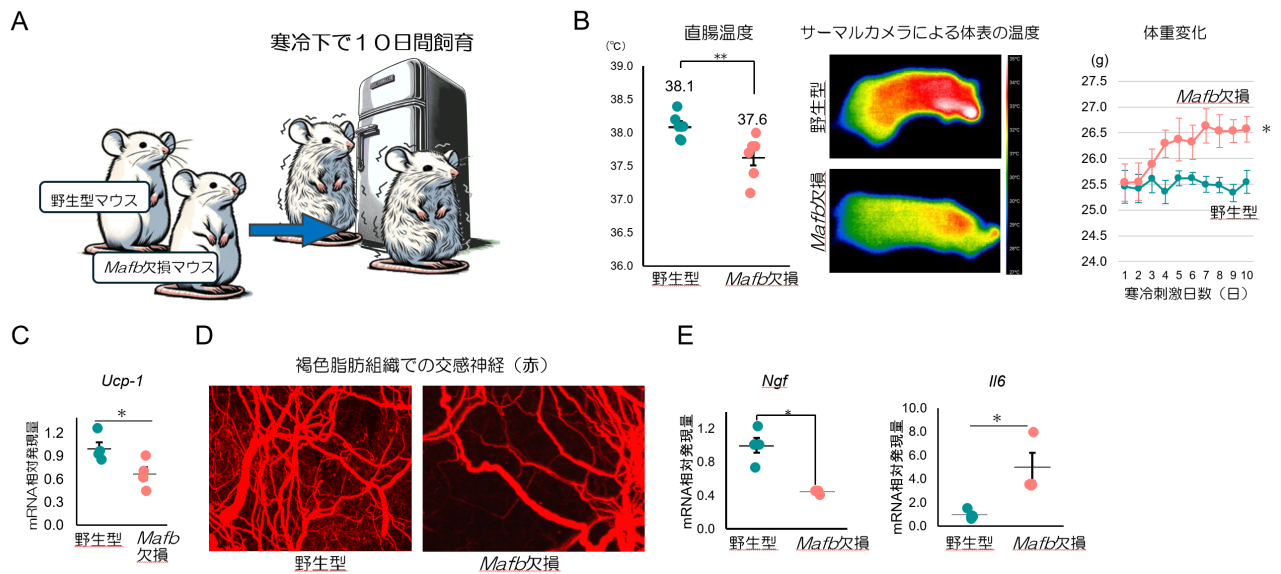 A
寒冷下で１０日間飼育
野生型マウス
Mafb欠損マウス
B
直腸温度
(℃)
39.0
38.5
38.0
37.5
37.0
36.5
36.0
**
38.1
37.6
野生型
Mafb欠損
サーマルカメラによる体表の温度
野生型
Mafb欠損
35℃
34℃
33℃
32℃
31℃
30℃
29℃
28℃
27℃
体重変化
(g)
27.5
27.0
26.5
26.0
25.5
25.0
24.5
24.0
Mafb欠損
*
野生型
1 2 3 4 5 6 7 8 9 10
寒冷刺激日数（日）
C
Ucp-1
mRNA相対発現量
1.2
0.9
0.6
0.3
0.0
*
野生型
Mafb
欠損
D
褐色脂肪組織での交感神経（赤）
野生型
Mafb欠損
E
Ngf
mRNA相対発現量
1.2
0.8
0.4
0.0
*
野生型
Mafb欠損
Il6
mRNA相対発現量
10.0
8.0
6.0
4.0
2.0
0.0
*
野生型
Mafb欠損